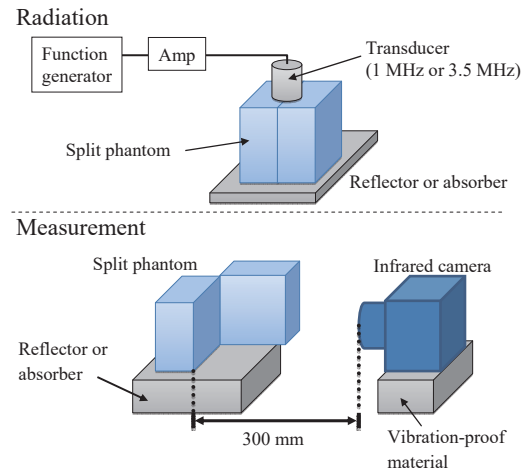 Radiation
Function
generator
Amp
Transducer
(1 MHz or 3.5 MHz)
Split phantom
Reflector or absorber
Measurement
Split phantom
Infrared camera
Reflector or
absorber
300 mm
Vibration-proof
material